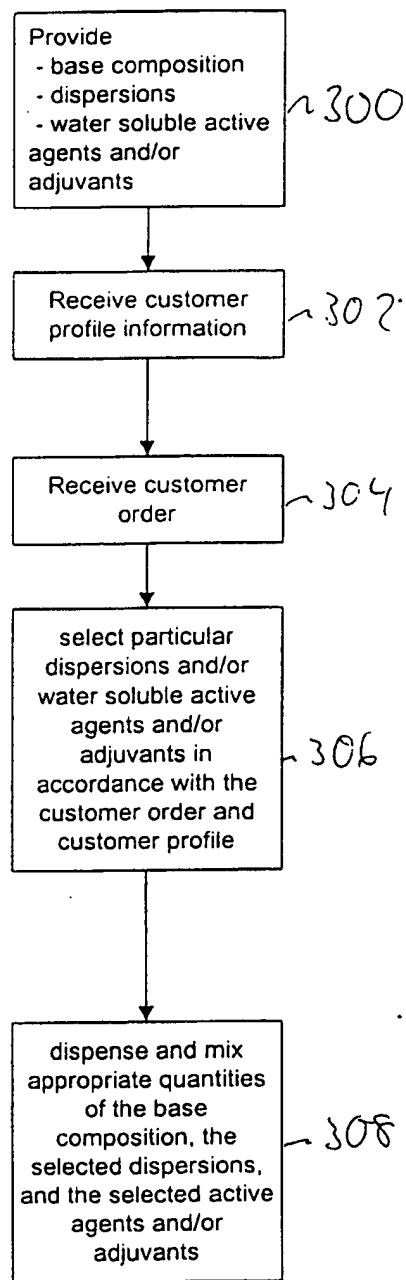 Provide
- base composition
- dispersions
- water soluble active
agents and/or
adjuvants
300
Receive customer
profile information
302
Receive customer
order
304
select particular
dispersions and/or
water soluble active
agents and/or
adjuvants in
accordance with the
customer order and
customer profile
306
dispense and mix
appropriate quantities
of the base
composition, the
selected dispersions,
and the selected active
agents and/or
adjuvants
308